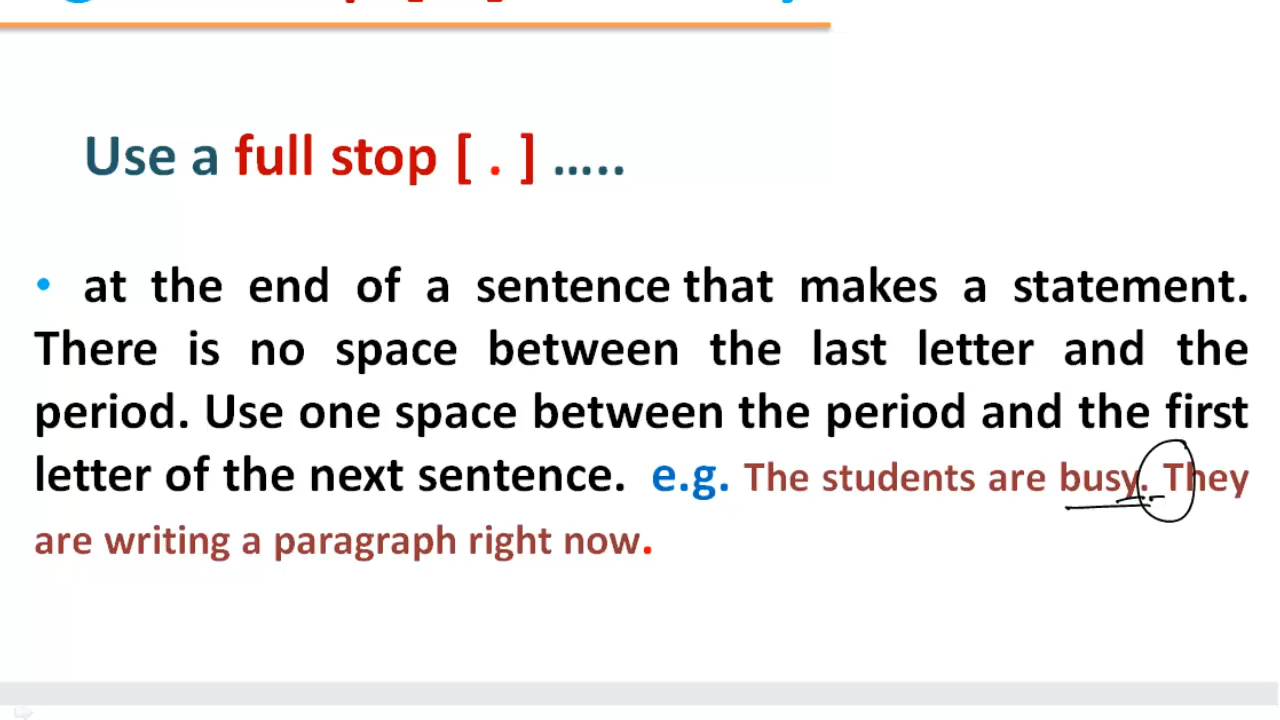 Use a full stop [ . ] .....
• at the end of a sentence that makes a statement.
There is no space between the last letter and the
period. Use one space between the period and the first
letter of the next sentence. e.g. The students are busy. They
are writing a paragraph right now.